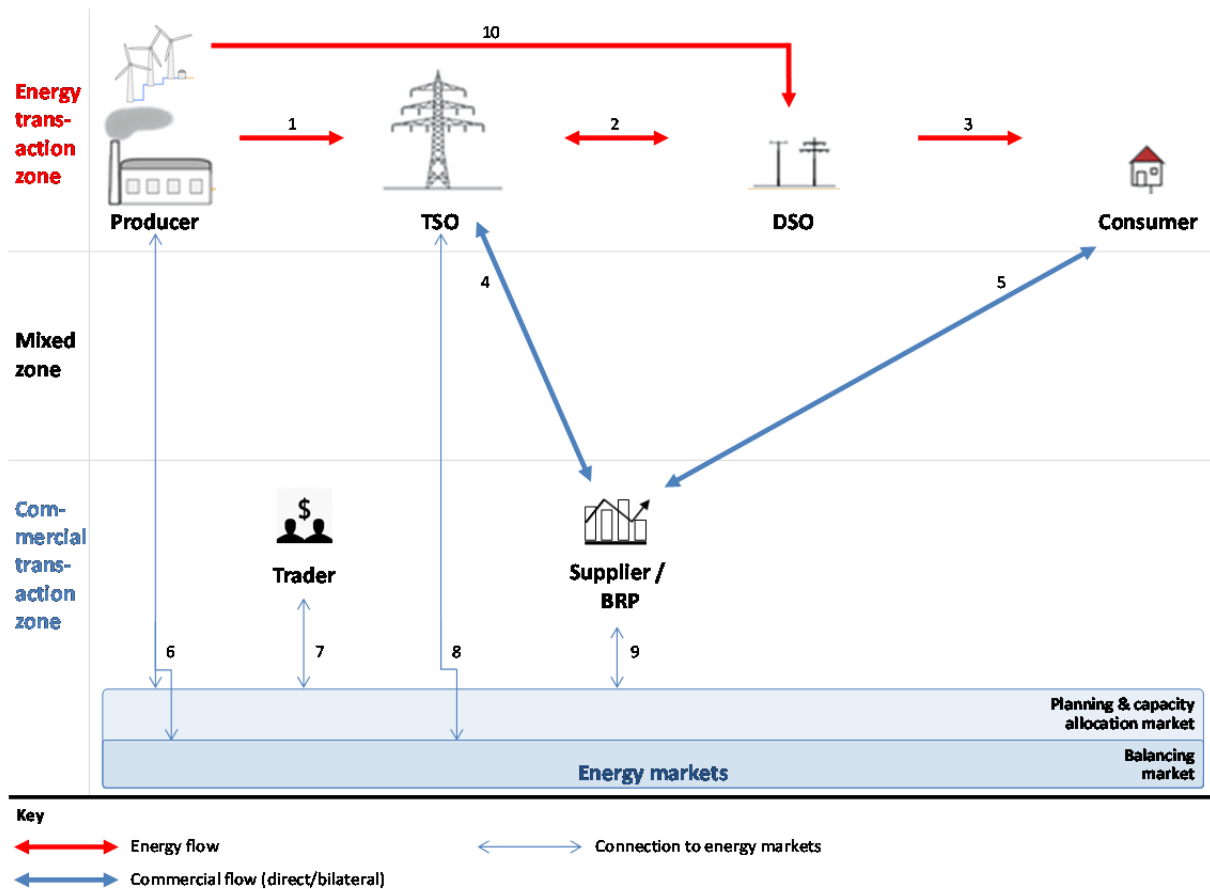 10
Energy
trans-
action
zone
1
2
3
Producer
TSO
DSO
Consumer
4
5
Mixed
zone
Com-
mercial
trans-
action
zone
$
Trader
Supplier /
BRP
6
7
8
9
Planning & capacity
allocation market
Balancing
market
Energy markets
Key
Energy flow
Connection to energy markets
Commercial flow (direct/bilateral)